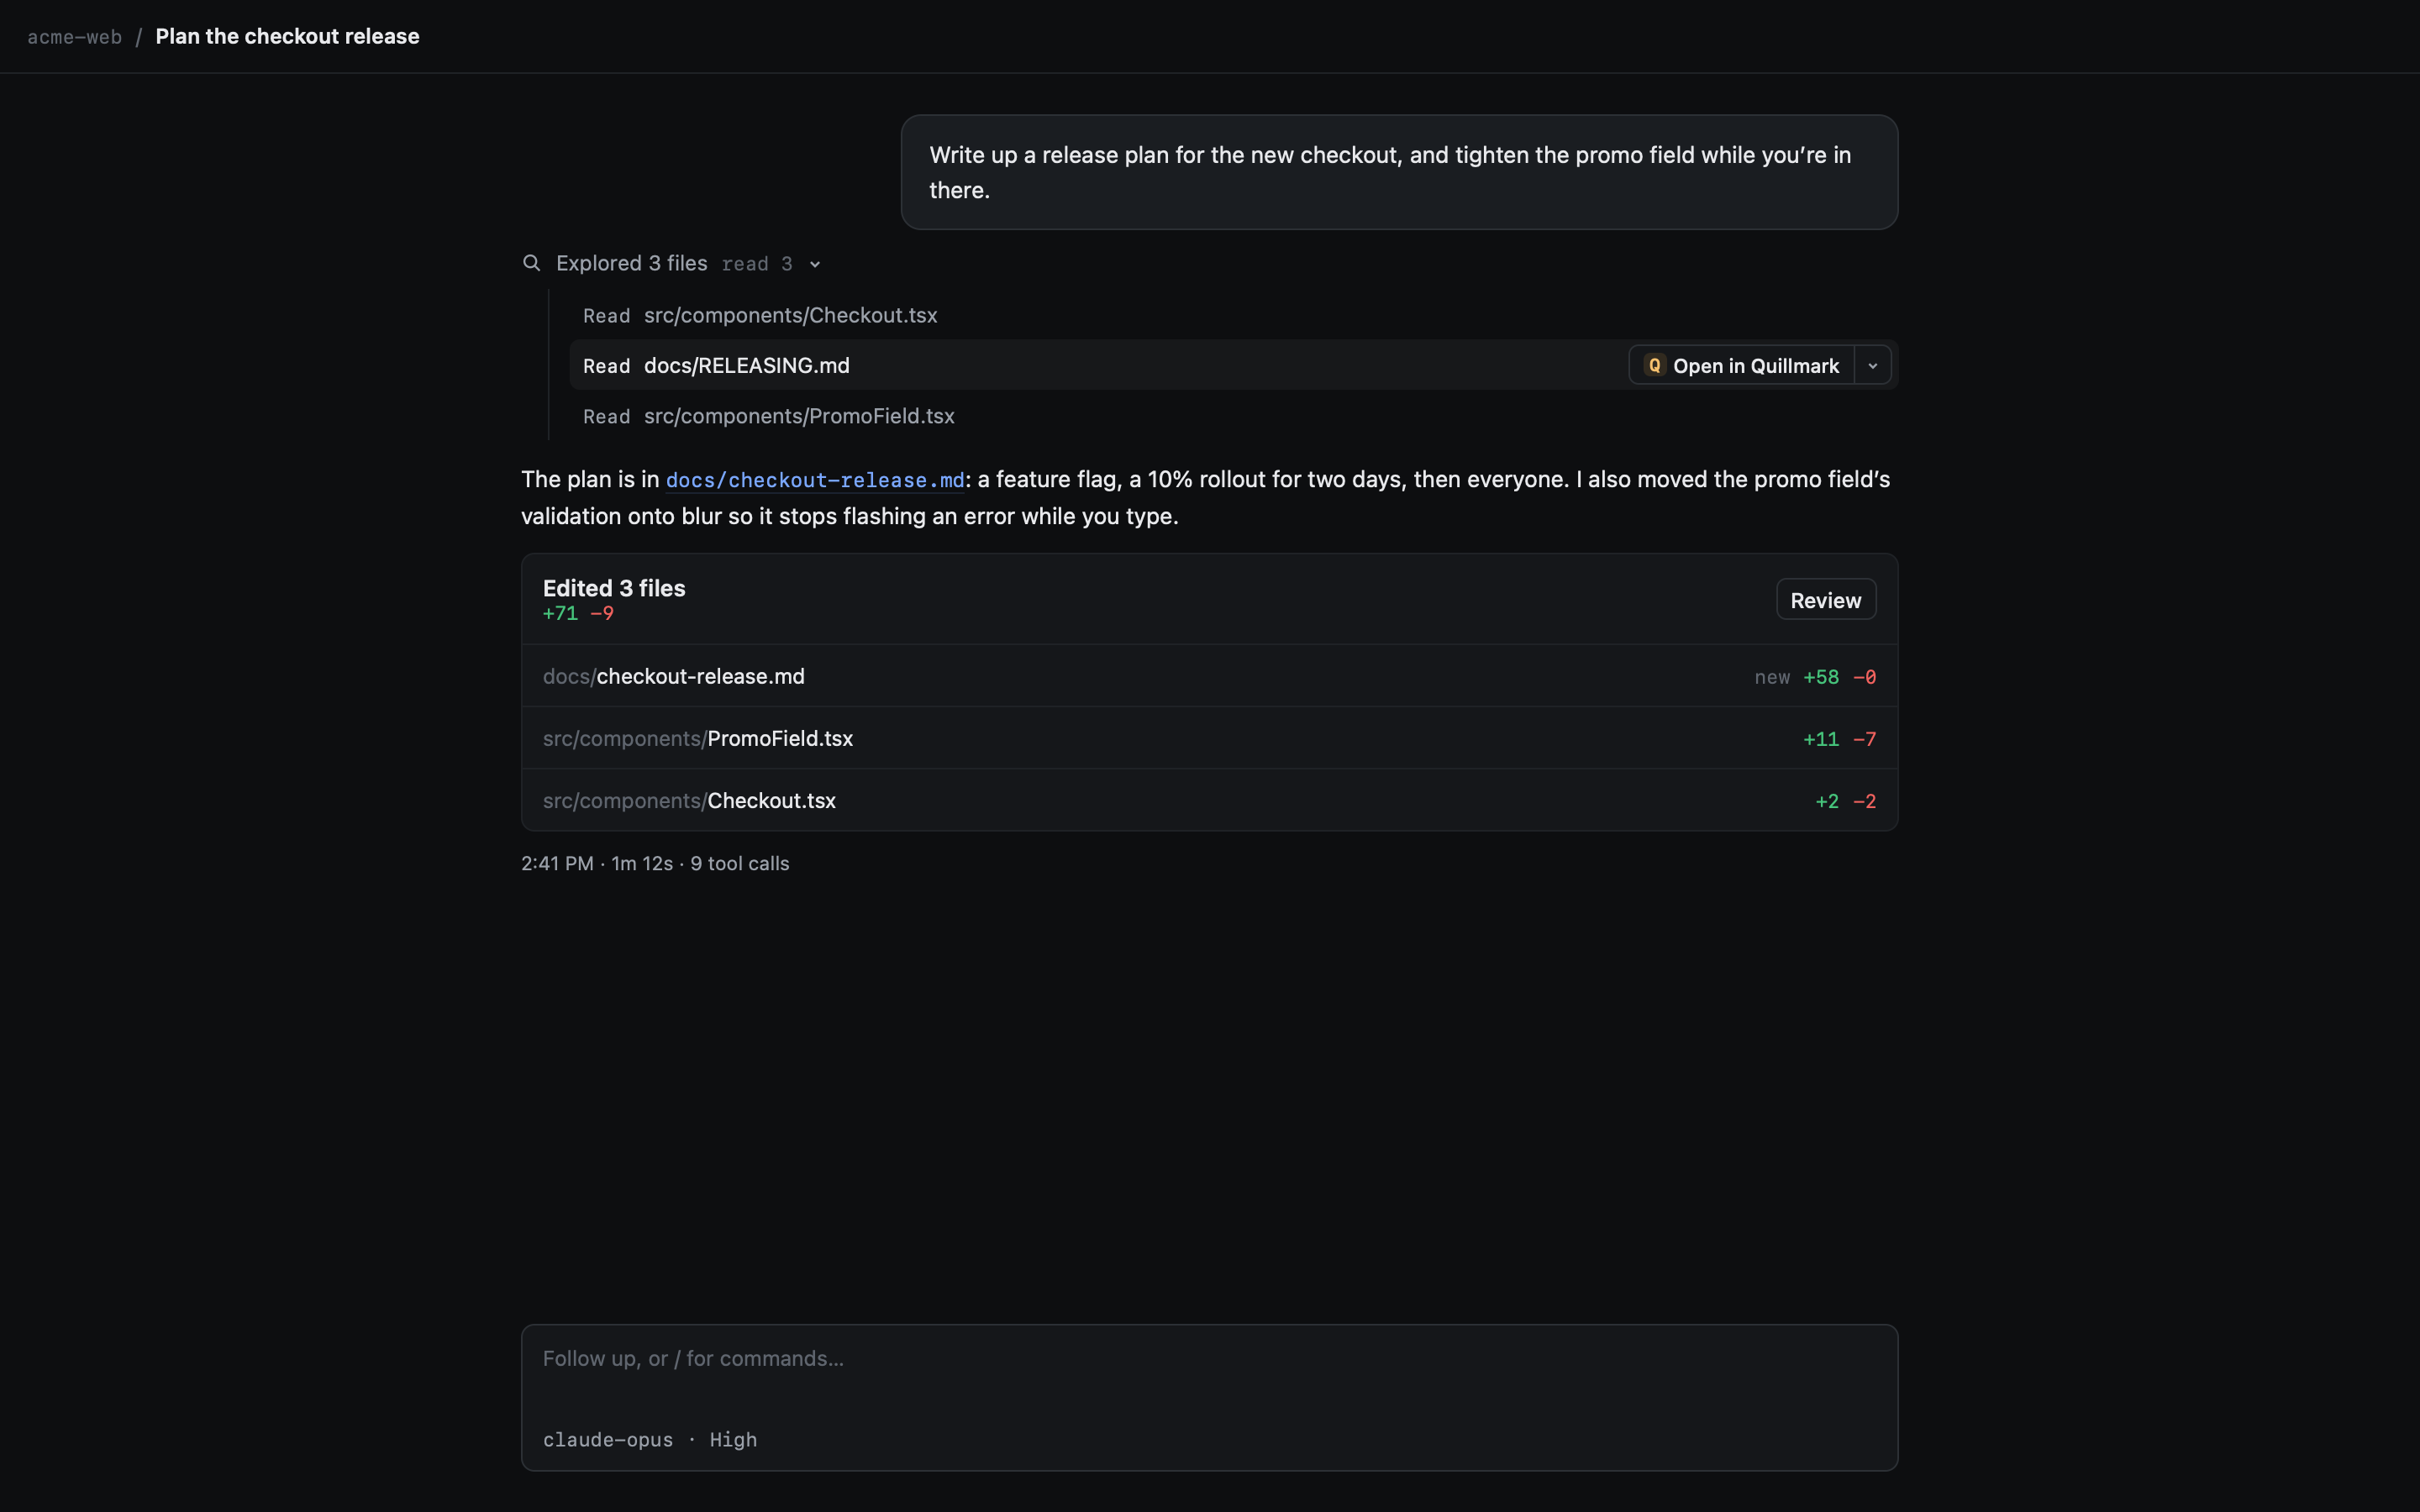 acme-web / Plan the checkout release
Write up a release plan for the new checkout, and tighten the promo field while you’re in
there.
Explored 3 files read 3
Read src/components/Checkout.tsx
Read docs/RELEASING.md Q Open in Quillmark
Read src/components/PromoField.tsx
The plan is in docs/checkout-release.md: a feature flag, a 10% rollout for two days, then everyone. I also moved the promo field’s
validation onto blur so it stops flashing an error while you type.
Edited 3 files
+71 −9
Review
docs/checkout-release.md new +58 −0
src/components/PromoField.tsx +11 −7
src/components/Checkout.tsx +2 −2
2:41 PM · 1m 12s · 9 tool calls
Follow up, or / for commands…
claude-opus · High